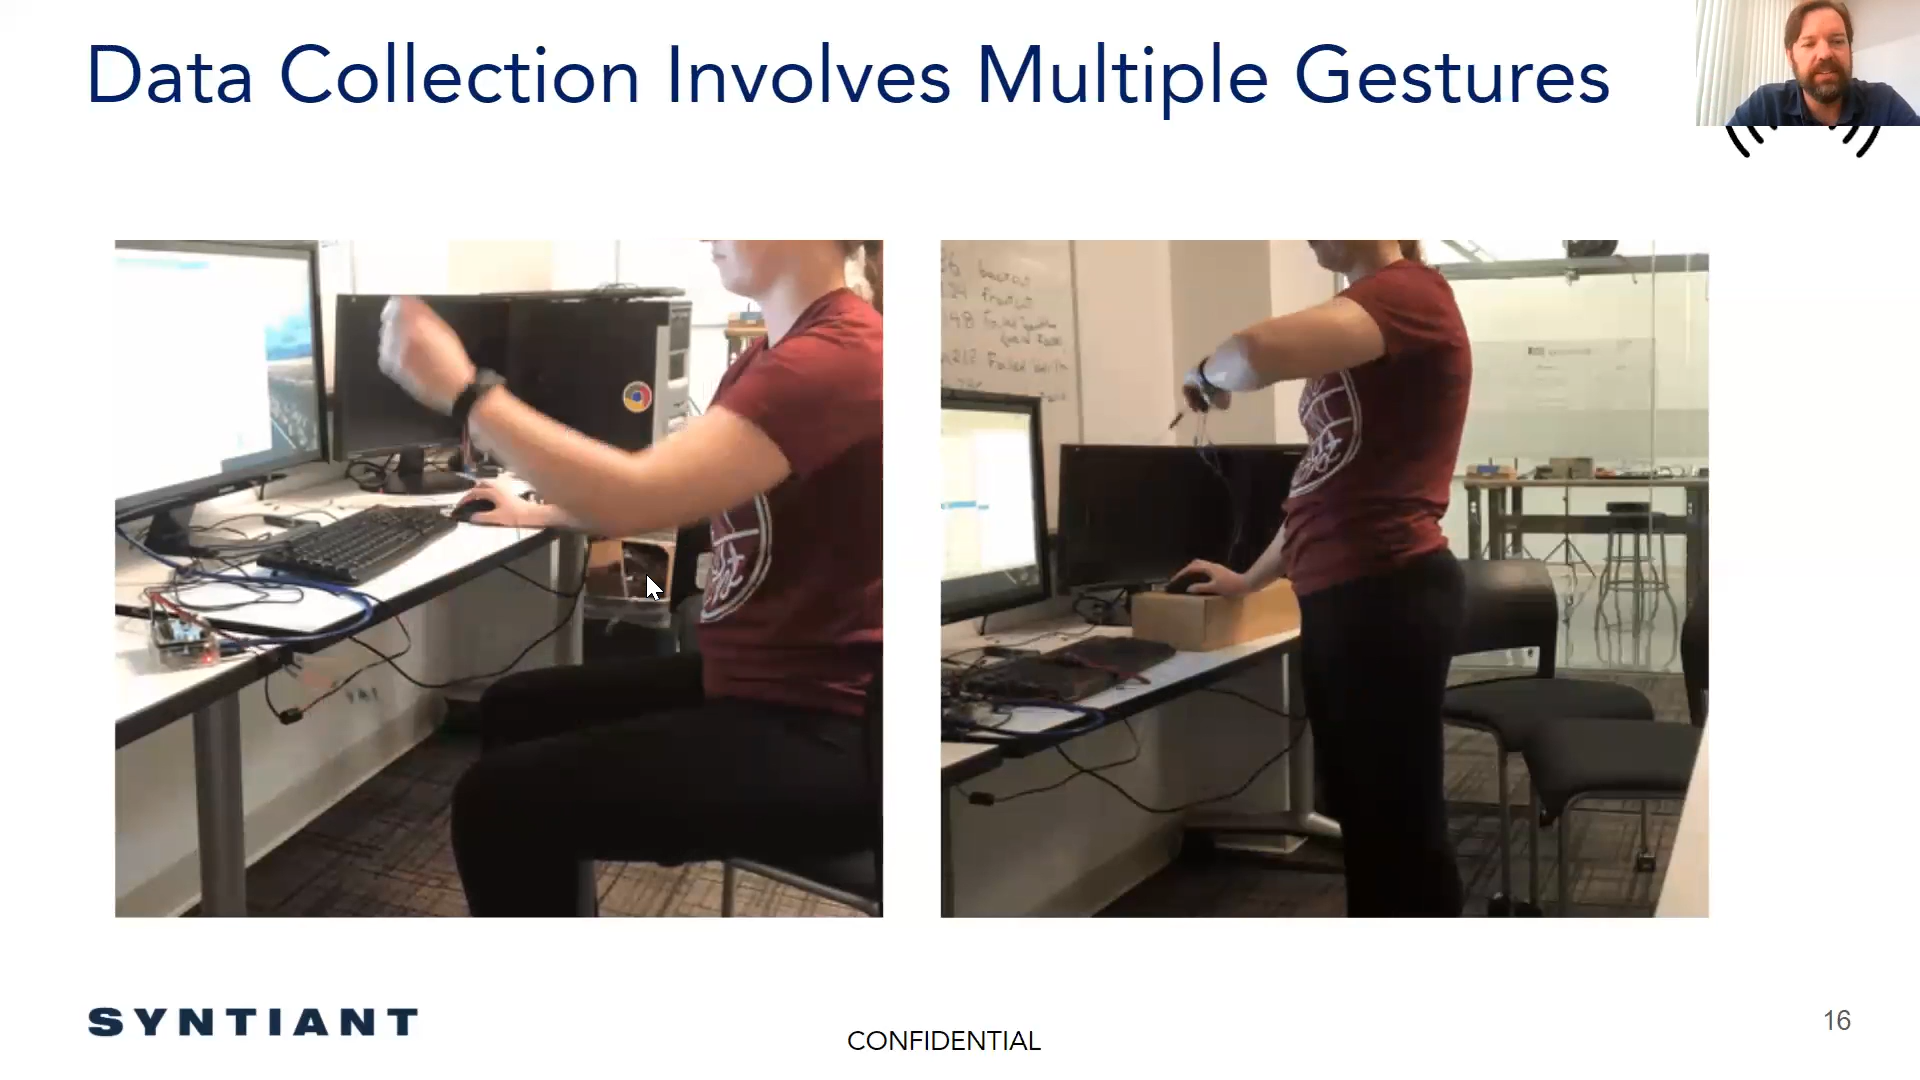 Data Collection Involves Multiple Gestures
SYNTIANT
CONFIDENTIAL
16